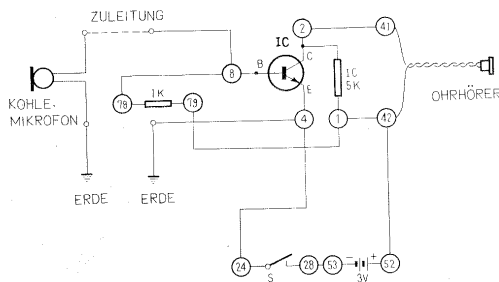 ZULEITUNG
2
41
IC
8
B
C
E
IC
5K
OHRHÖRER
KOHLE-
MIKROFON
78
1K
79
4
1
42
ERDE
ERDE
24
S
28
53
-
+
3V
52